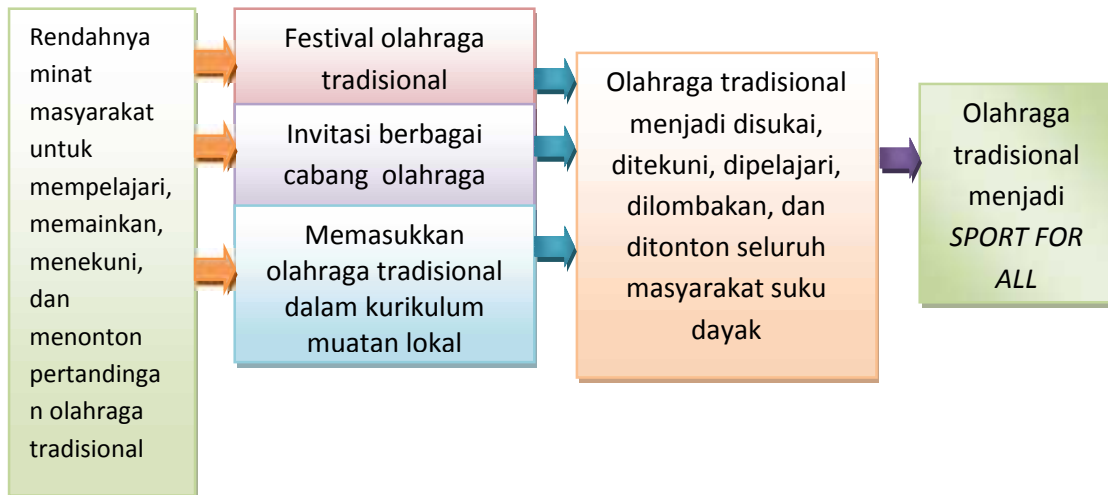 Rendahnya
minat
masyarakat
untuk
mempelajari,
memainkan,
menekuni,
dan
menonton
pertandinga
n olahraga
tradisional
Festival olahraga
tradisional
Invitasi berbagai
cabang olahraga
Memasukkan
olahraga tradisional
dalam kurikulum
muatan lokal
Olahraga tradisional
menjadi disukai,
ditekuni, dipelajari,
dilombakan, dan
ditonton seluruh
masyarakat suku
dayak
Olahraga
tradisional
menjadi
SPORT FOR
ALL